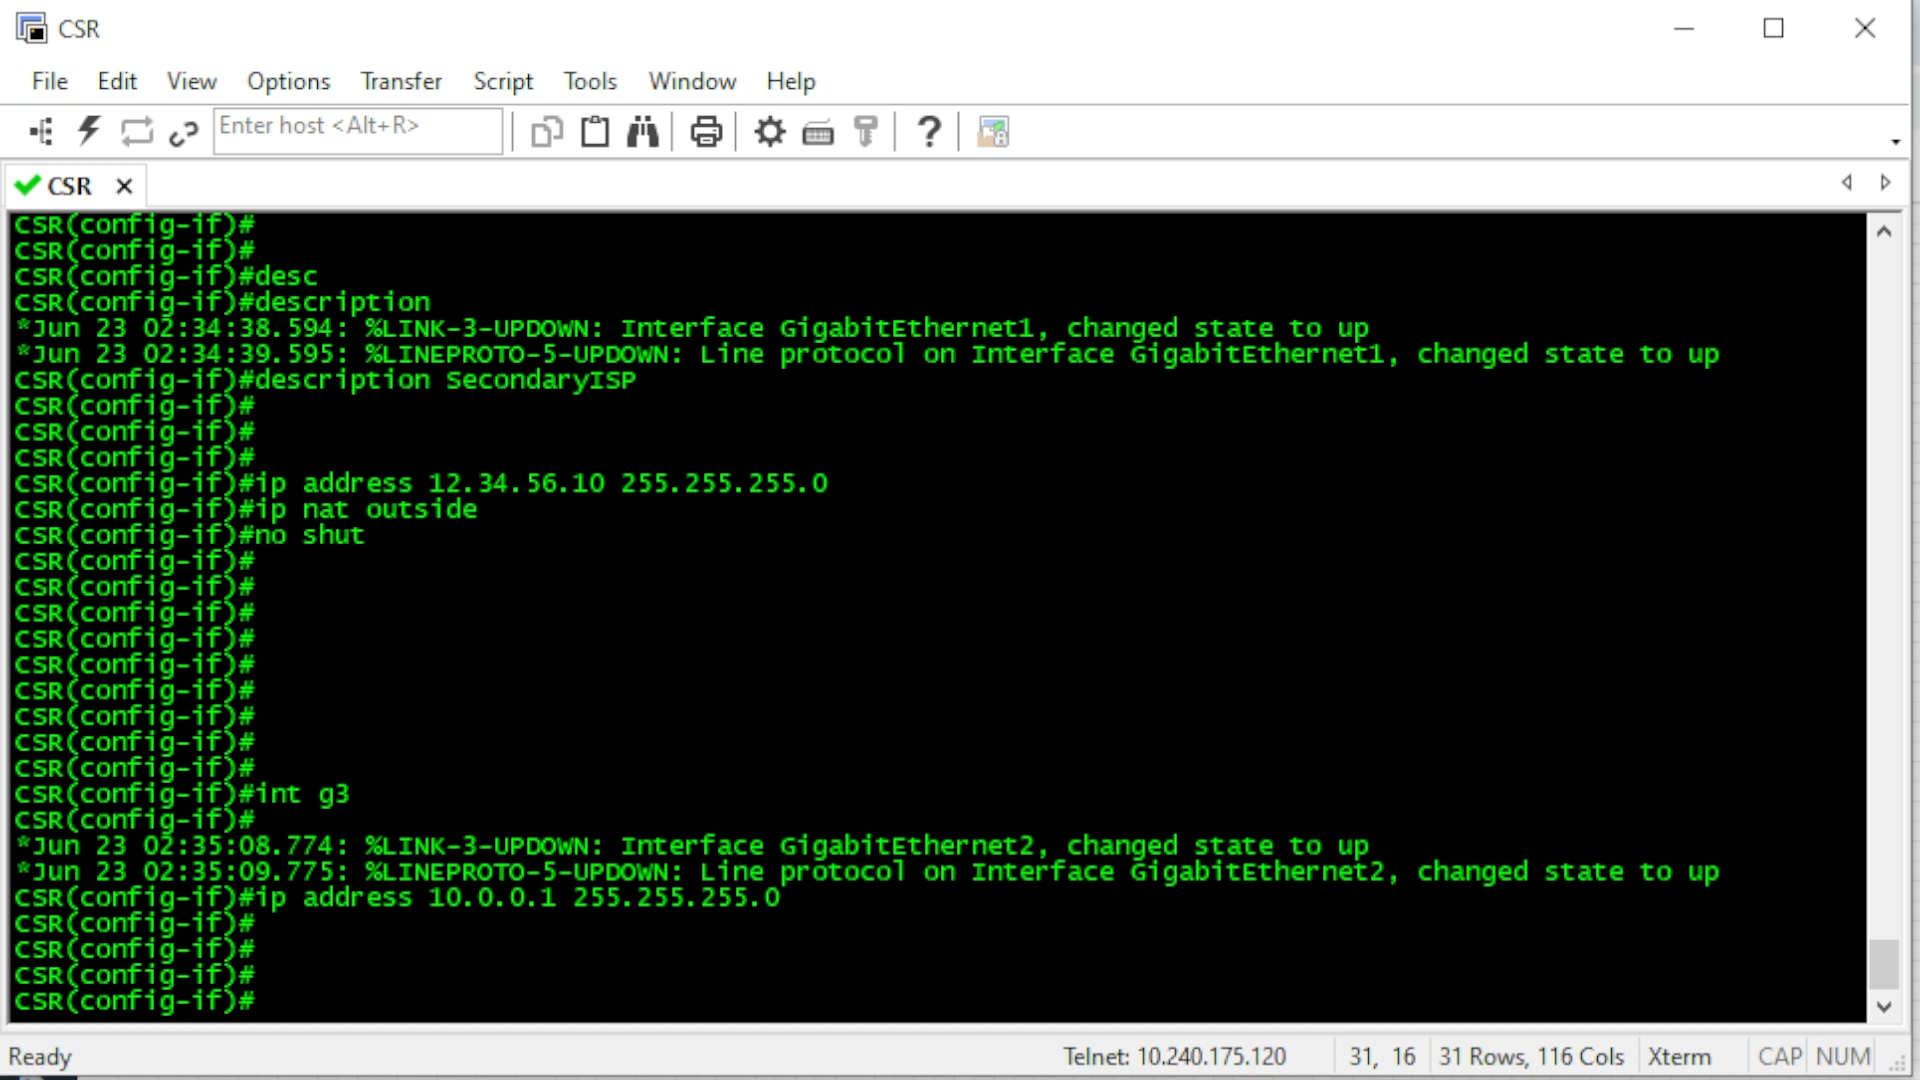 CSR
File Edit View Options Transfer Script Tools Window Help
Enter host <Alt+R>
CSR
CSR(config-if)#
CSR(config-if)#
CSR(config-if)#desc
CSR(config-if)#description
*Jun 23 02:34:38.594: %LINK-3-UPDOWN: Interface GigabitEthernet1, changed state to up
*Jun 23 02:34:39.595: %LINEPROTO-5-UPDOWN: Line protocol on Interface GigabitEthernet1, changed state to up
CSR(config-if)#description SecondaryISP
CSR(config-if)#
CSR(config-if)#
CSR(config-if)#
CSR(config-if)#ip address 12.34.56.10 255.255.255.0
CSR(config-if)#ip nat outside
CSR(config-if)#no shut
CSR(config-if)#
CSR(config-if)#
CSR(config-if)#
CSR(config-if)#
CSR(config-if)#
CSR(config-if)#
CSR(config-if)#
CSR(config-if)#
CSR(config-if)#
CSR(config-if)#int g3
CSR(config-if)#
*Jun 23 02:35:08.774: %LINK-3-UPDOWN: Interface GigabitEthernet2, changed state to up
*Jun 23 02:35:09.775: %LINEPROTO-5-UPDOWN: Line protocol on Interface GigabitEthernet2, changed state to up
CSR(config-if)#ip address 10.0.0.1 255.255.255.0
CSR(config-if)#
CSR(config-if)#
CSR(config-if)#
CSR(config-if)#
Ready Telnet: 10.240.175.120 31, 16 31 Rows, 116 Cols Xterm CAP NUM